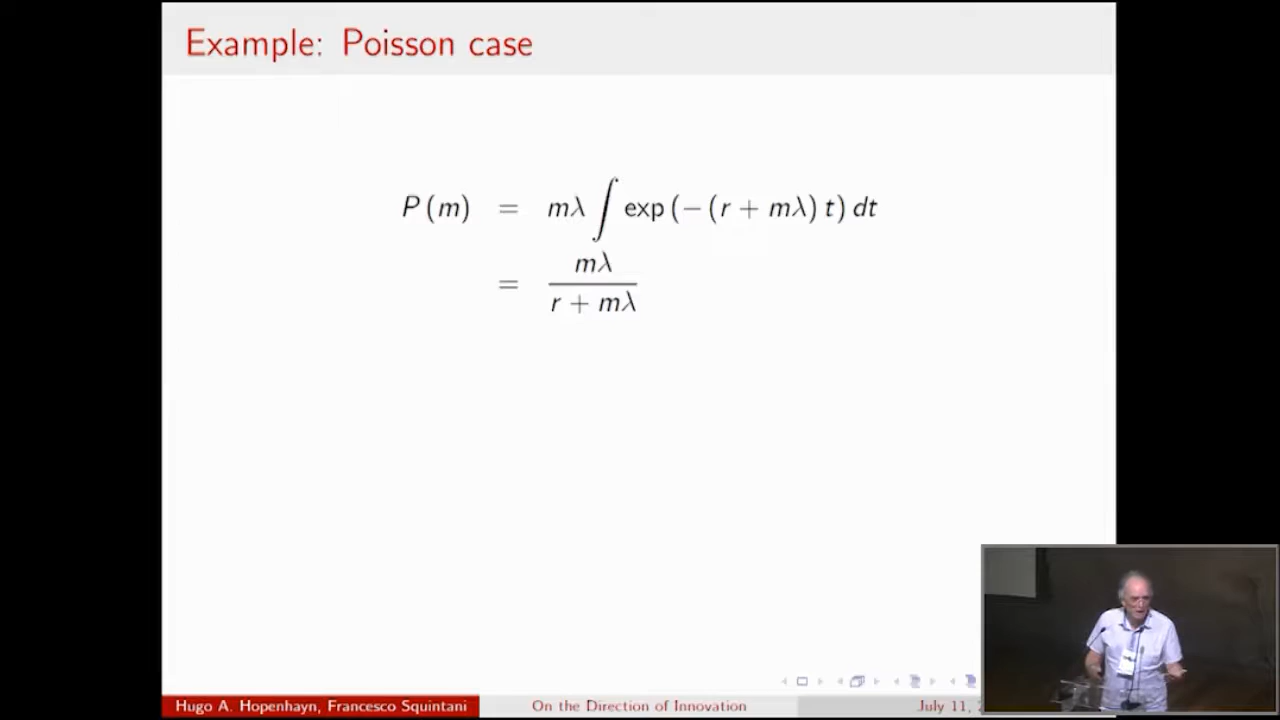 Example: Poisson case
P(m) = mλ ∫ exp(−(r + mλ) t) dt
= mλ / (r + mλ)
Hugo A. Hopenhayn, Francesco Squintani On the Direction of Innovation July 11,